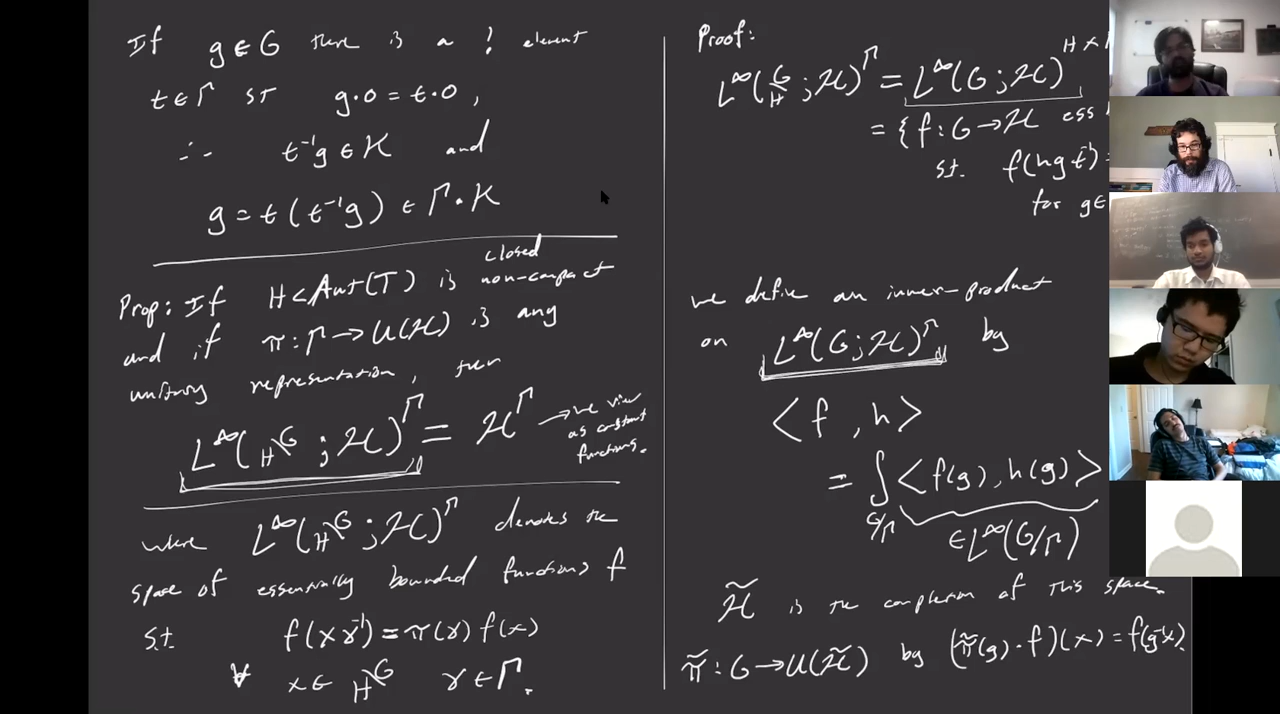 If g ∈ G there is a ! element
t ∈ Γ st g·o = t·o,
∴ t⁻¹g ∈ K and
g = t(t⁻¹g) ∈ Γ·K
Prop: If H < Aut(T) is closed non-compact
and if π: Γ → U(ℋ) is any
unitary representation, then
L^∞(H\G ; ℋ)^Γ = ℋ^Γ → we view
as constant
functions.
where L^∞(H\G ; ℋ)^Γ denotes the
space of essentially bounded functions f
s.t. f(xγ⁻¹) = π(γ) f(x)
∀ x ∈ H\G γ ∈ Γ.
Proof:
L^∞(G/H ; ℋ)^Γ = L^∞(G ; ℋ)^H ×
= {f: G → ℋ ess
s.t. f(hgt⁻¹) =
for g ∈
we define an inner-product
on L^∞(G ; ℋ)^Γ by
<f , h>
= ∫_{G/Γ} <f(g), h(g)>
∈ L^∞(G/Γ)
ℋ̃ is the completion of this space.
π̃: G → U(ℋ̃) by (π̃(g)·f)(x) = f(g⁻¹x).